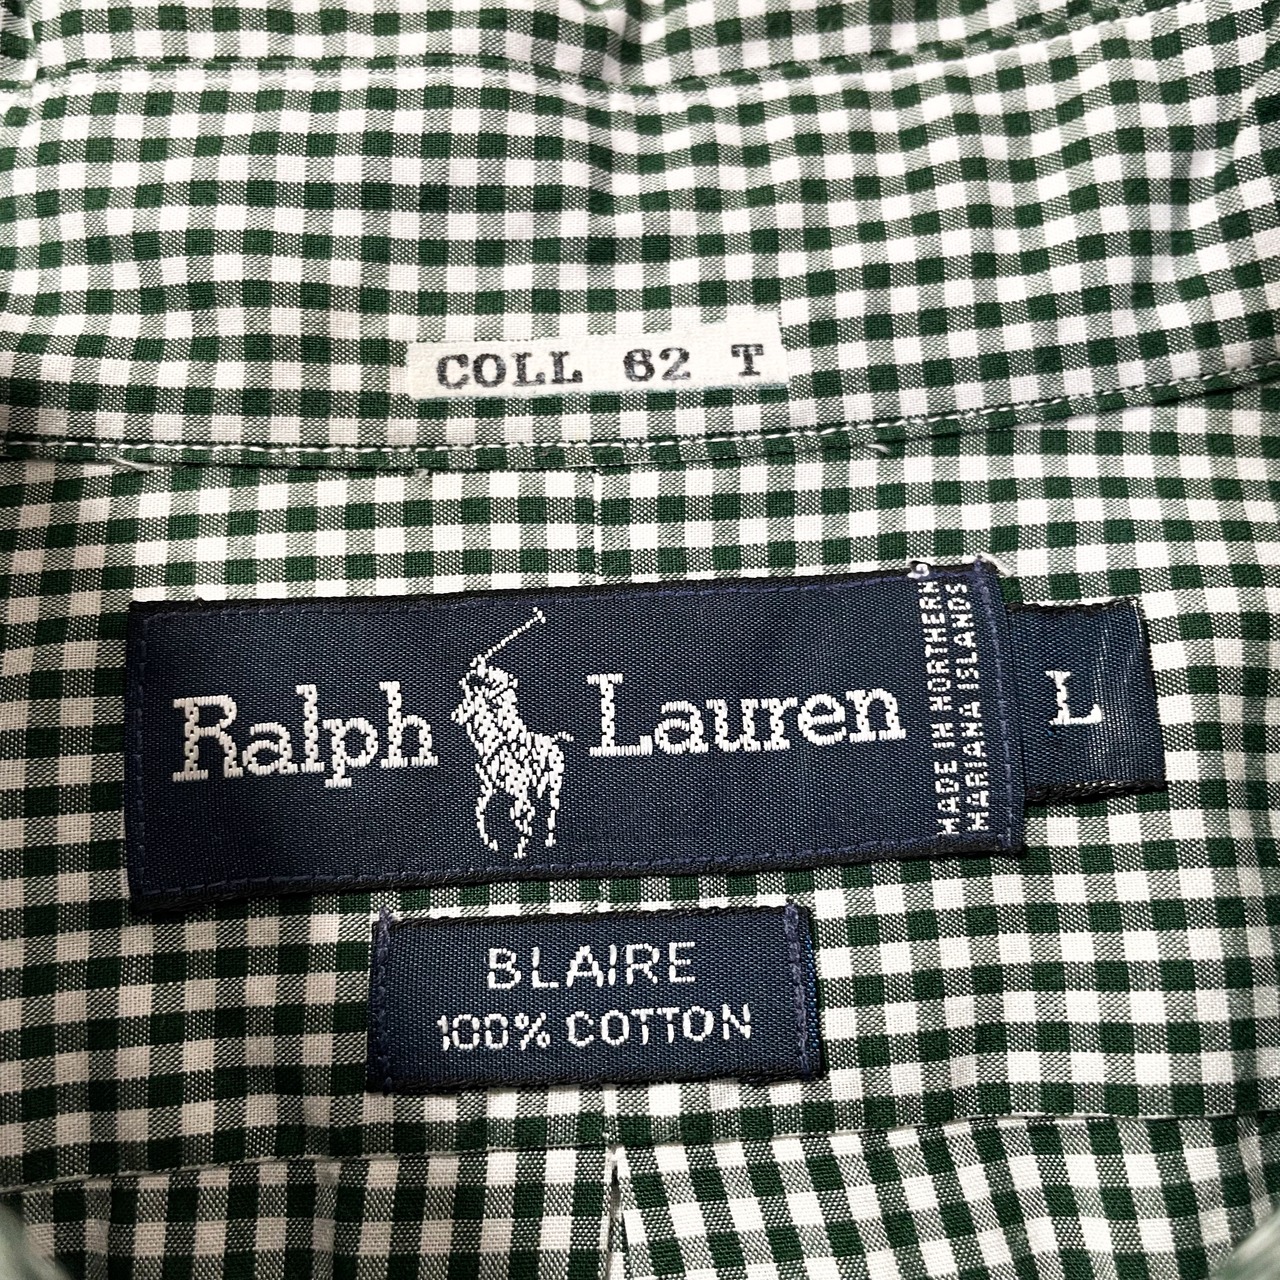 COLL 62 T
Ralph Lauren
MADE IN NORTHERN
MARIANA ISLANDS
L
BLAIRE
100% COTTON